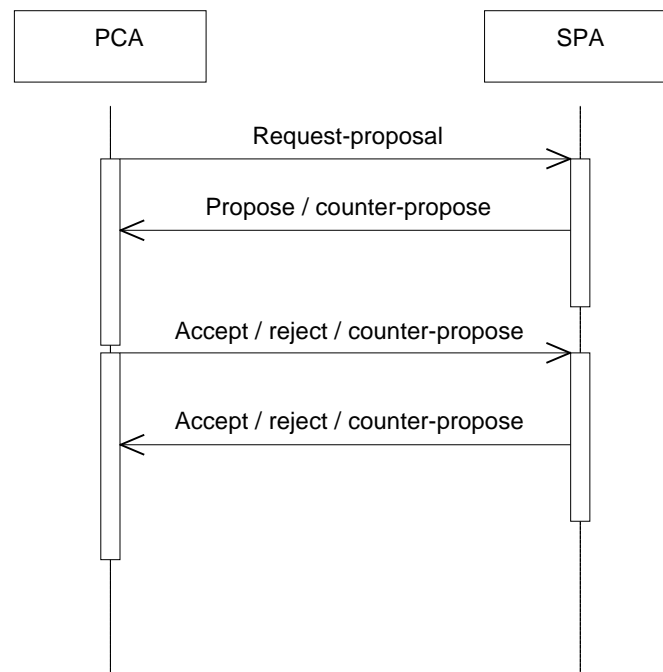 PCA
SPA
Request-proposal
Propose / counter-propose
Accept / reject / counter-propose
Accept / reject / counter-propose